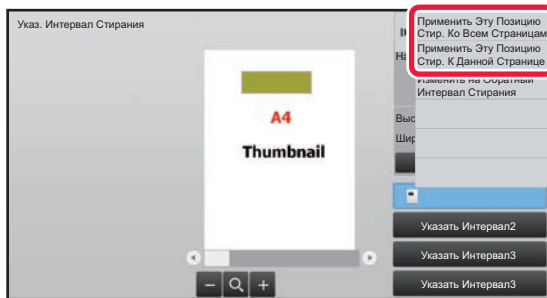 Указ. Интервал Стирания
Применить Эту Позицию
Стир. Ко Всем Страницам
Применить Эту Позицию
Стир. К Данной Странице
Изменить на Обратный
Интервал Стирания
A4
Thumbnail
Указать Интервал2
Указать Интервал3
Указать Интервал3